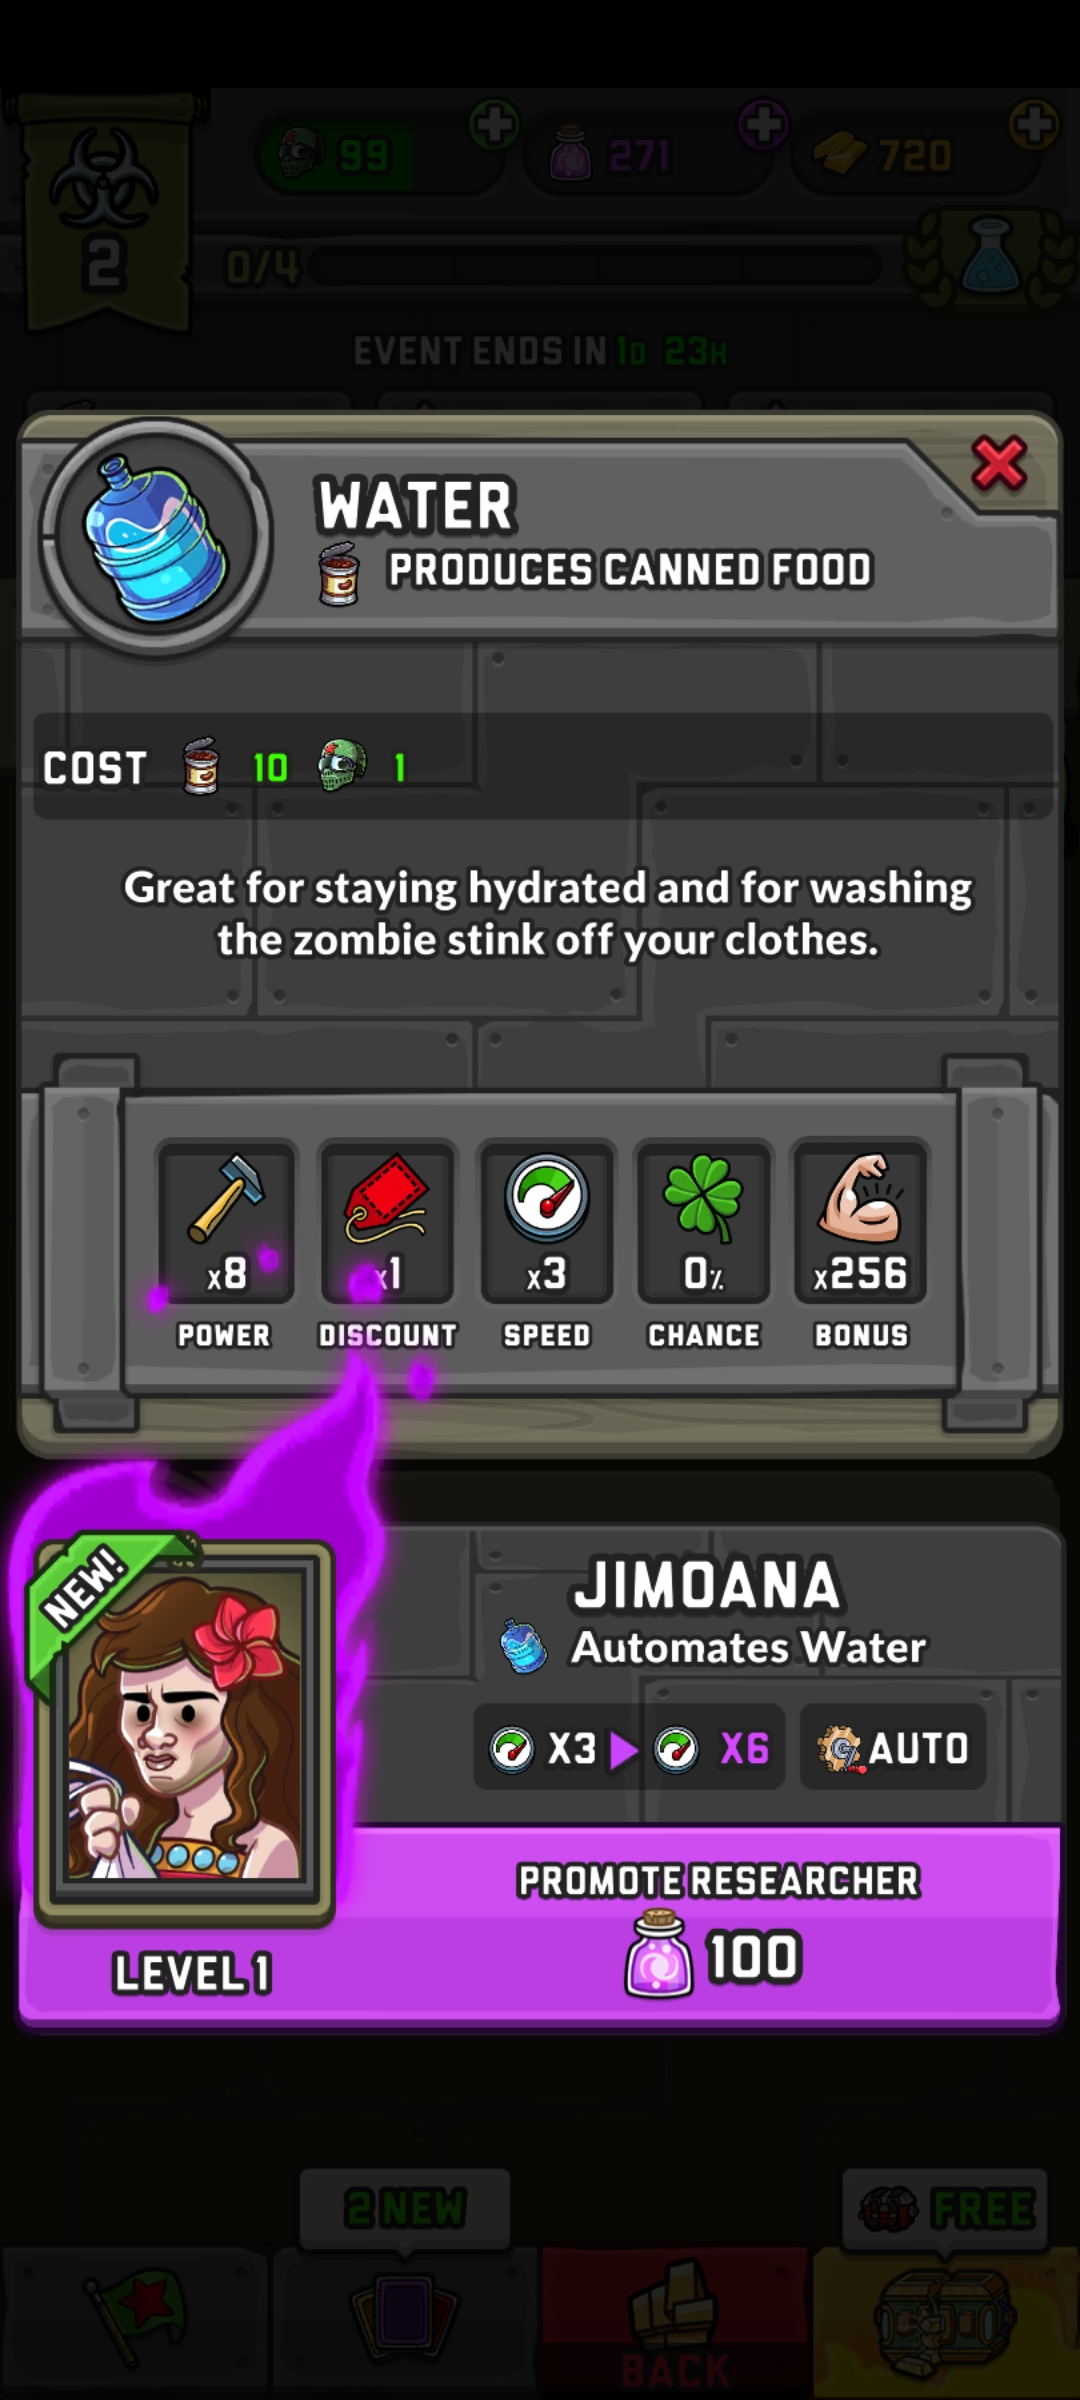 99
271
720
2
0/4
EVENT ENDS IN 1D 23H
WATER
PRODUCES CANNED FOOD
COST 10 1
Great for staying hydrated and for washing
the zombie stink off your clothes.
x8 x1 x3 0% x256
POWER DISCOUNT SPEED CHANCE BONUS
NEW!
JIMOANA
Automates Water
X3 X6 AUTO
PROMOTE RESEARCHER
100
LEVEL 1
2 NEW
FREE
BACK